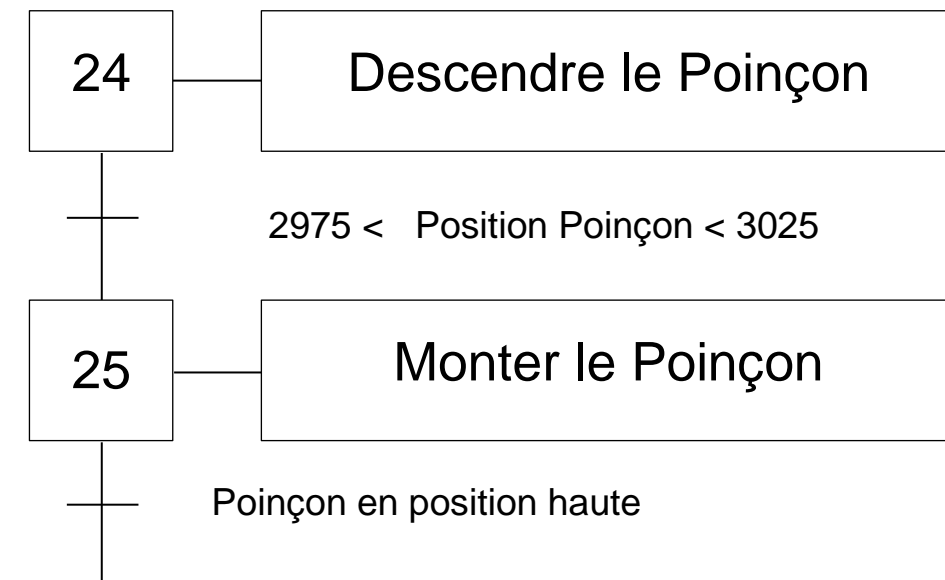 24
Descendre le Poinçon
2975 < Position Poinçon < 3025
25
Monter le Poinçon
Poinçon en position haute